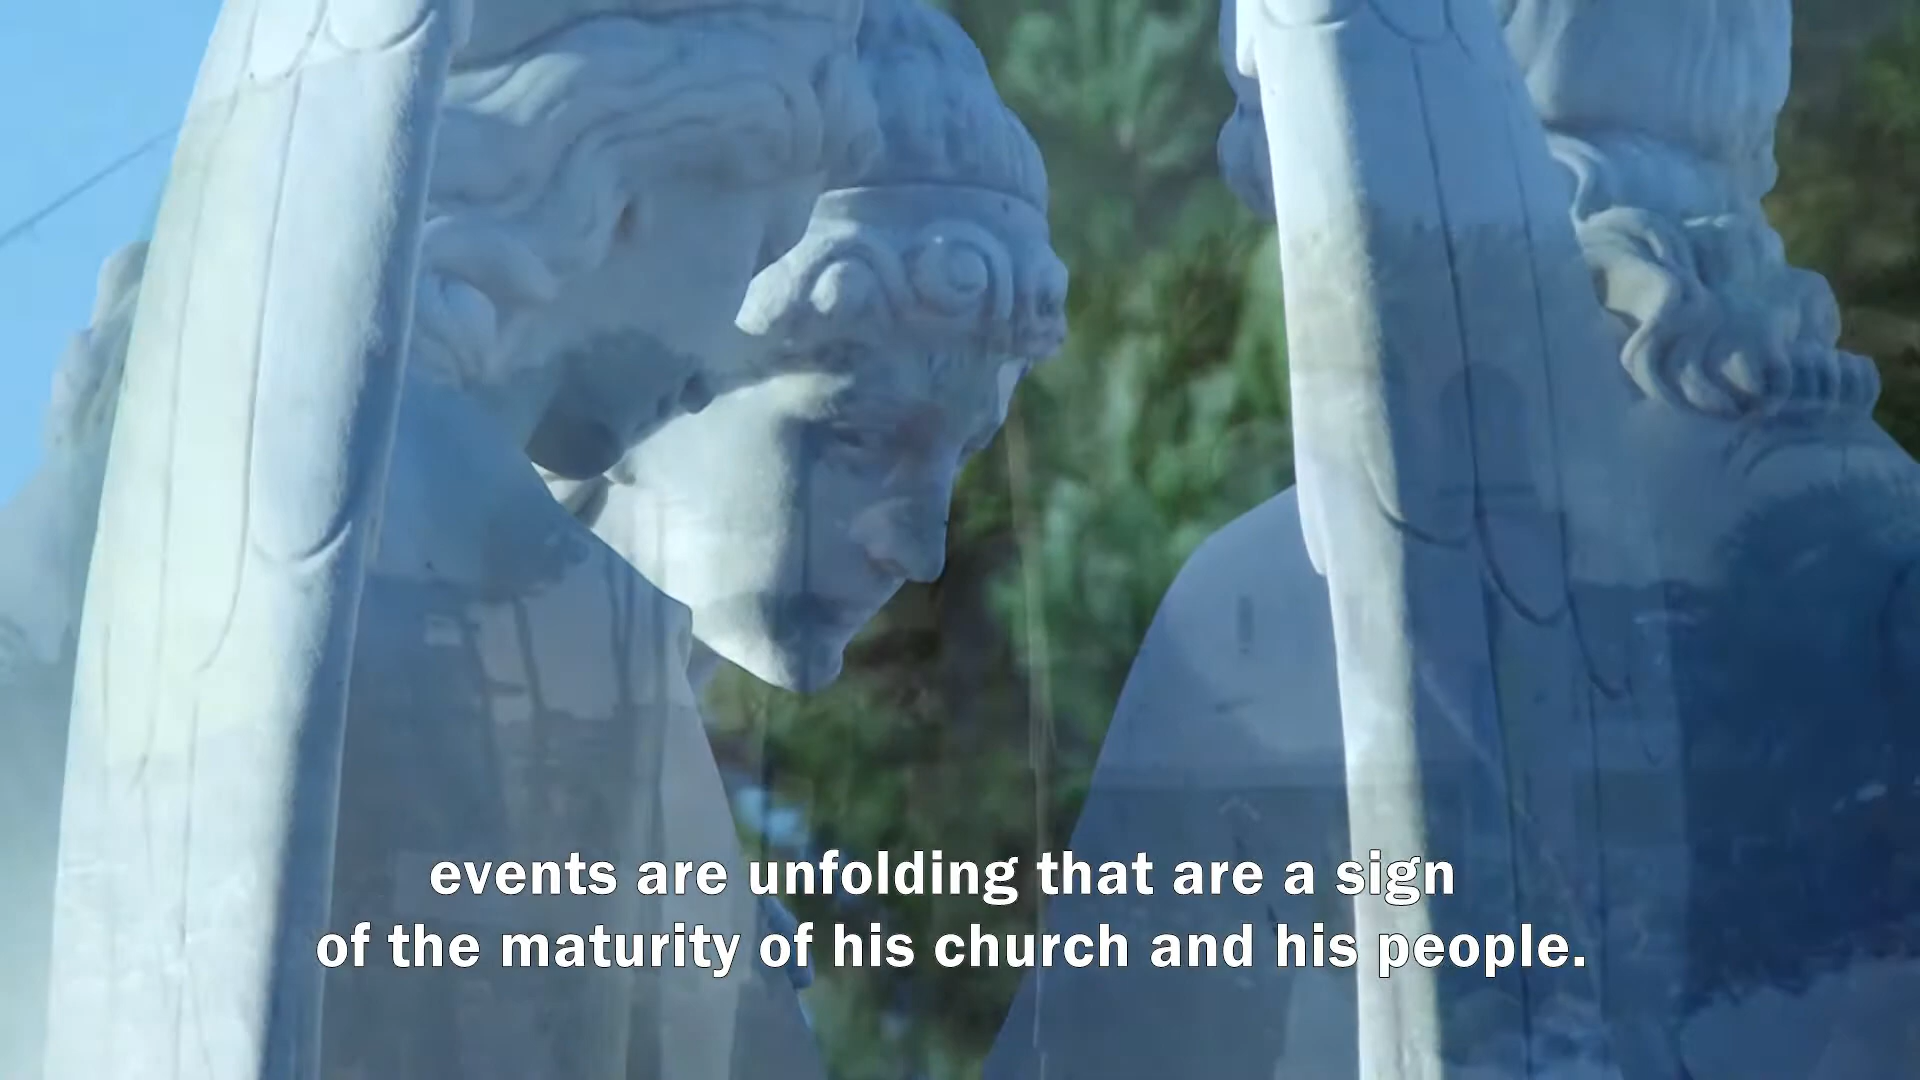 events are unfolding that are a sign
of the maturity of his church and his people.